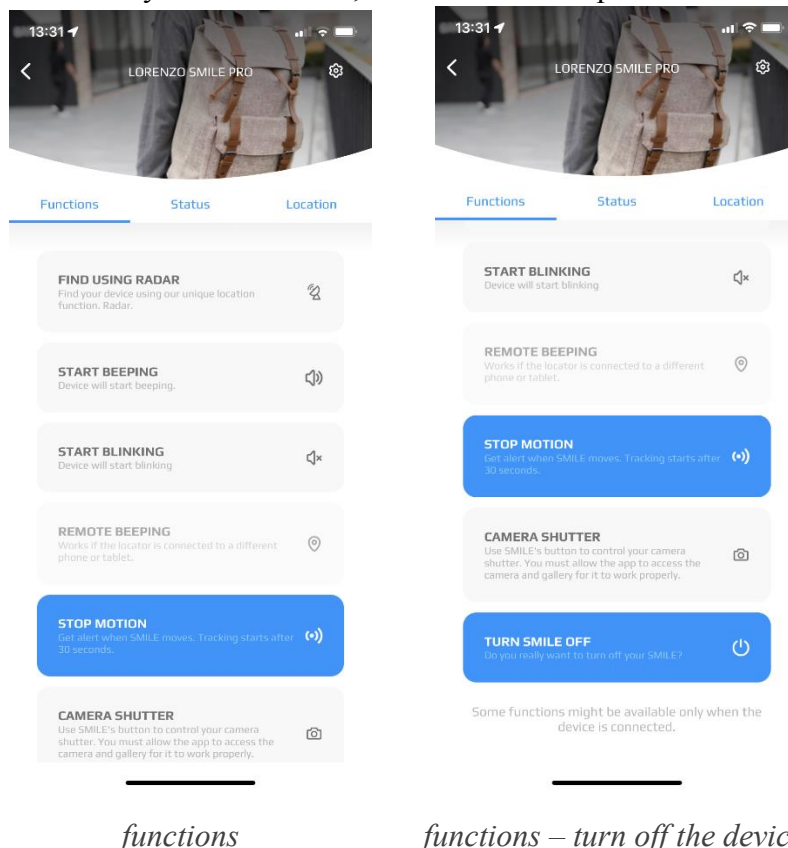 13:31
LORENZO SMILE PRO
Functions Status Location
FIND USING RADAR
Find your device using our unique location
function. Radar.
START BEEPING
Device will start beeping.
START BLINKING
Device will start blinking
REMOTE BEEPING
Works if the locator is connected to a different
phone or tablet.
STOP MOTION
Get alert when SMILE moves. Tracking starts after
30 seconds.
CAMERA SHUTTER
Use SMILE's button to control your camera
shutter. You must allow the app to access the
camera and gallery for it to work properly.
functions
13:31
LORENZO SMILE PRO
Functions Status Location
START BLINKING
Device will start blinking
REMOTE BEEPING
Works if the locator is connected to a different
phone or tablet.
STOP MOTION
Get alert when SMILE moves. Tracking starts after
30 seconds.
CAMERA SHUTTER
Use SMILE's button to control your camera
shutter. You must allow the app to access the
camera and gallery for it to work properly.
TURN SMILE OFF
Do you really want to turn off your SMILE?
Some functions might be available only when the
device is connected.
functions – turn off the devic